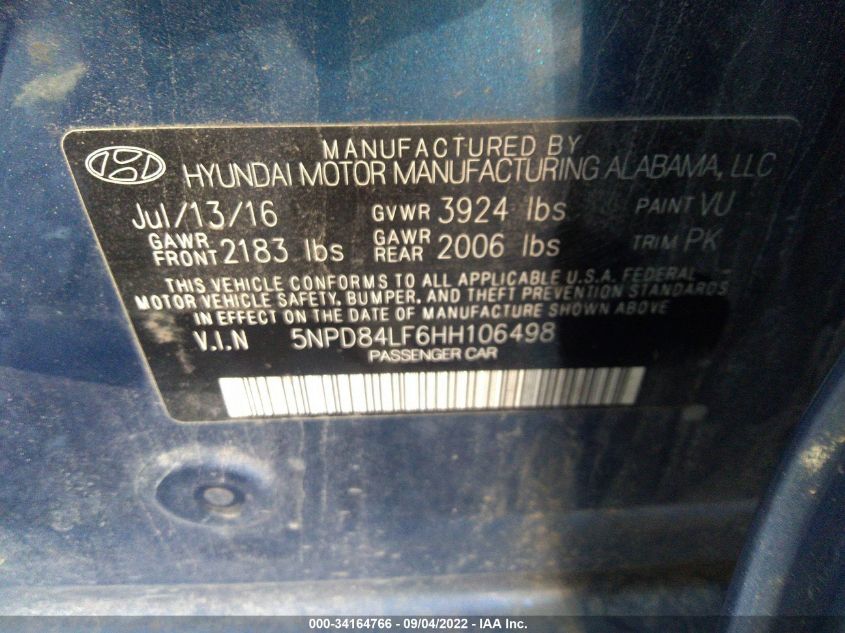 MANUFACTURED BY
HYUNDAI MOTOR MANUFACTURING ALABAMA, LLC
Jul/13/16 GVWR 3924 lbs PAINT VU
GAWR FRONT 2183 lbs GAWR REAR 2006 lbs TRIM PK
THIS VEHICLE CONFORMS TO ALL APPLICABLE U.S.A. FEDERAL
MOTOR VEHICLE SAFETY, BUMPER, AND THEFT PREVENTION STANDARDS
IN EFFECT ON THE DATE OF MANUFACTURE SHOWN ABOVE
V.I.N 5NPD84LF6HH106498
PASSENGER CAR
000-34164766 - 09/04/2022 - IAA Inc.